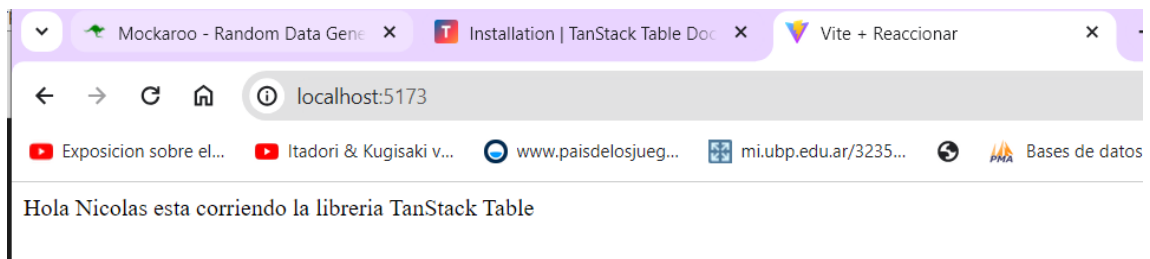 Mockaroo - Random Data Gene
Installation | TanStack Table Doc
Vite + Reaccionar
localhost:5173
Exposicion sobre el...
Itadori & Kugisaki v...
www.paisdelosjueg...
mi.ubp.edu.ar/3235...
PMA
Bases de datos
Hola Nicolas esta corriendo la libreria TanStack Table